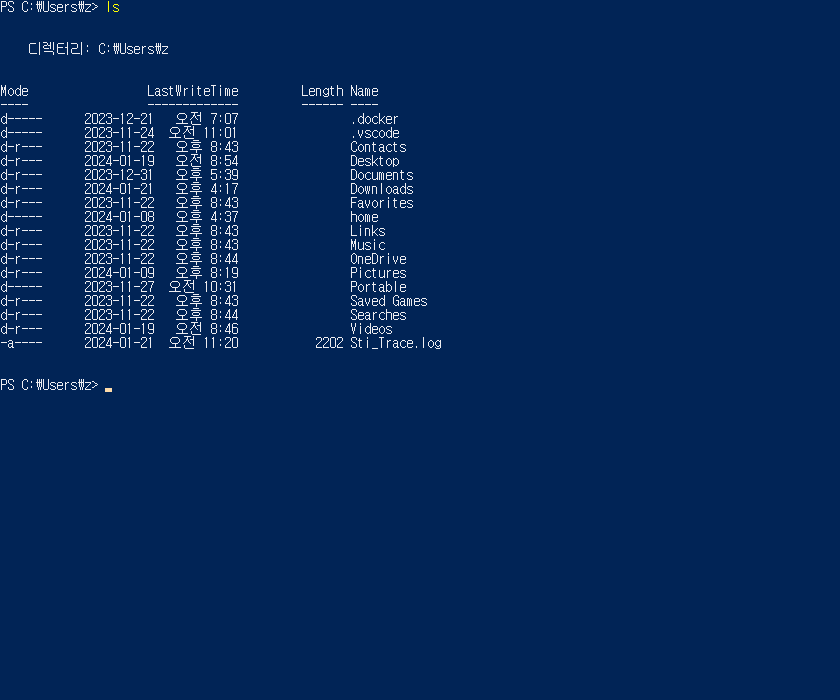 PS C:₩Users₩z> ls
디렉터리: C:₩Users₩z
Mode                 LastWriteTime         Length Name
----                 -------------         ------ ----
d-----      2023-12-21   오전 7:07                .docker
d-----      2023-11-24  오전 11:01                .vscode
d-r---      2023-11-22   오후 8:43                Contacts
d-r---      2024-01-19   오전 8:54                Desktop
d-r---      2023-12-31   오후 5:39                Documents
d-r---      2024-01-21   오후 4:17                Downloads
d-r---      2023-11-22   오후 8:43                Favorites
d-----      2024-01-08   오후 4:37                home
d-r---      2023-11-22   오후 8:43                Links
d-r---      2023-11-22   오후 8:43                Music
d-r---      2023-11-22   오후 8:44                OneDrive
d-r---      2024-01-09   오후 8:19                Pictures
d-----      2023-11-27  오전 10:31                Portable
d-r---      2023-11-22   오후 8:43                Saved Games
d-r---      2023-11-22   오후 8:44                Searches
d-r---      2024-01-19   오전 8:46                Videos
-a----      2024-01-21  오전 11:20           2202 Sti_Trace.log
PS C:₩Users₩z>